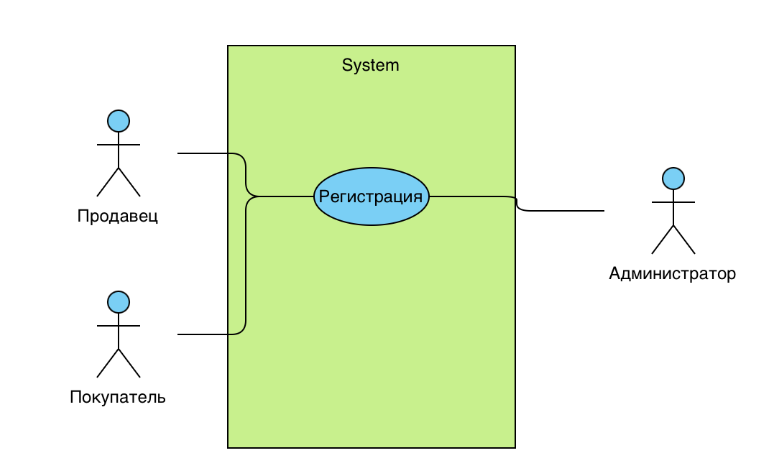 System
Продавец
Регистрация
Администратор
Покупатель